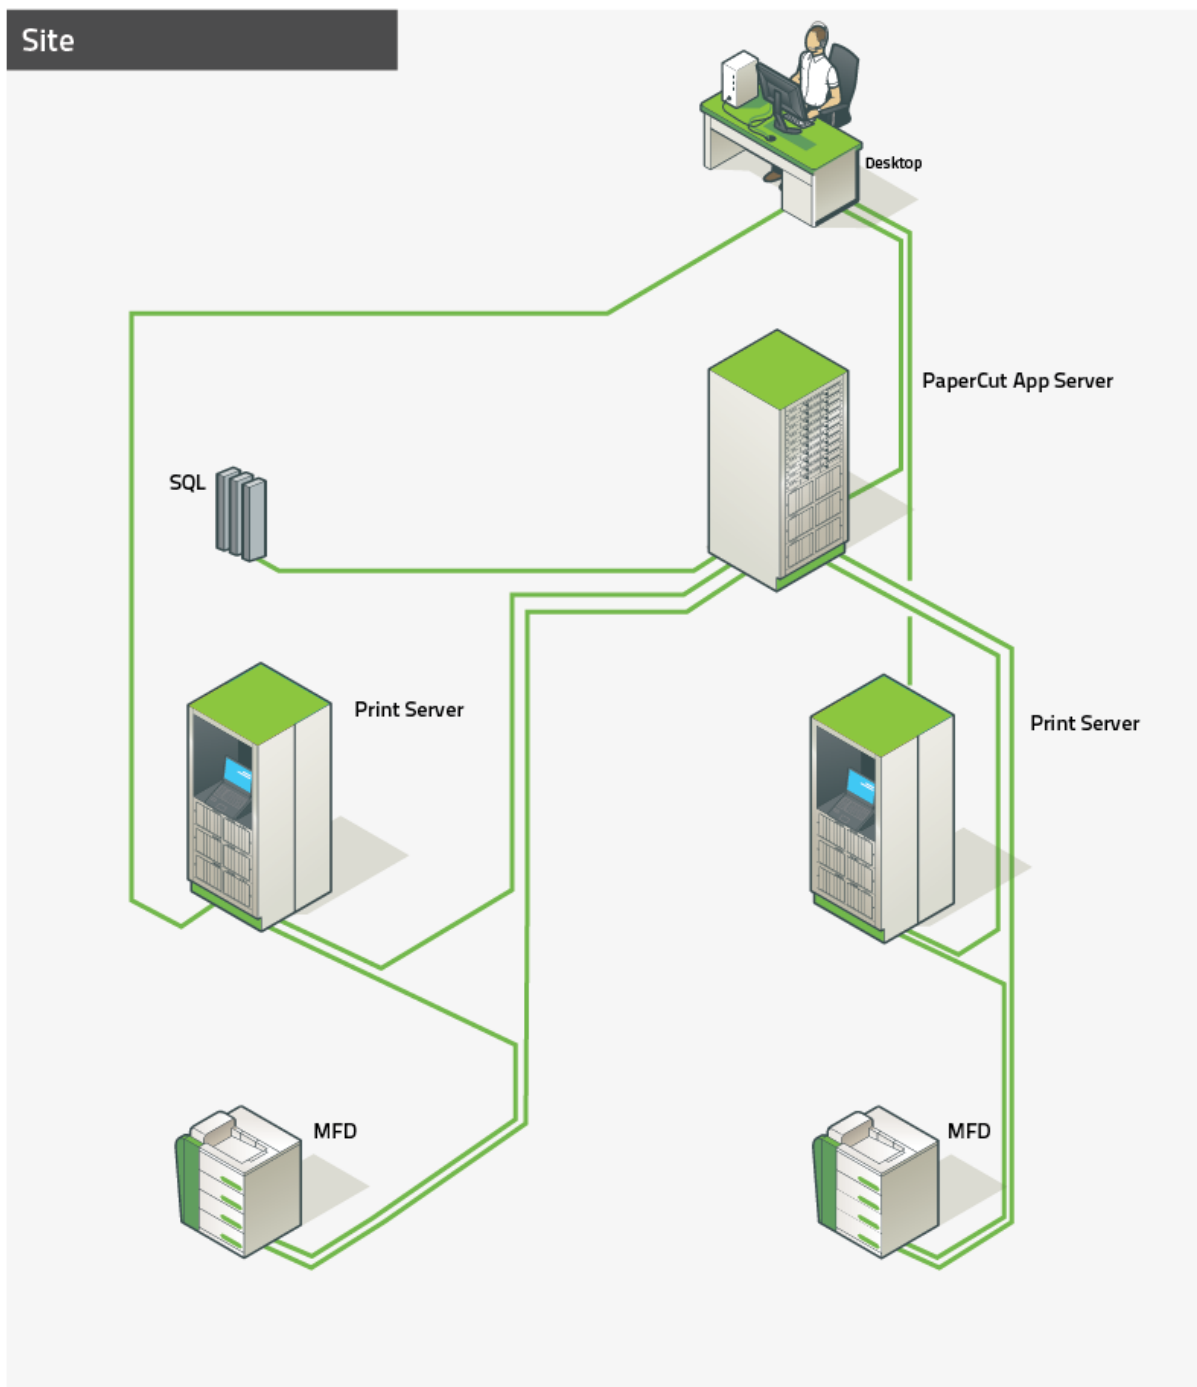 Site
Desktop
PaperCut App Server
SQL
Print Server
Print Server
MFD
MFD